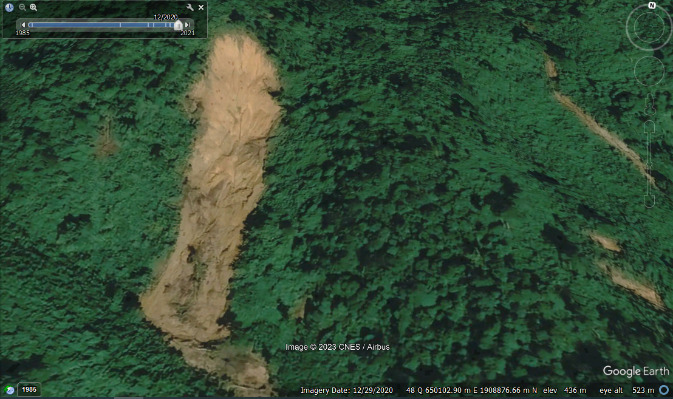 12/2020
1985
2021
N
Image © 2023 CNES / Airbus
Google Earth
1985
Imagery Date: 12/29/2020 48 Q 650102.90 m E 1908876.66 m N elev 436 m eye alt 523 m